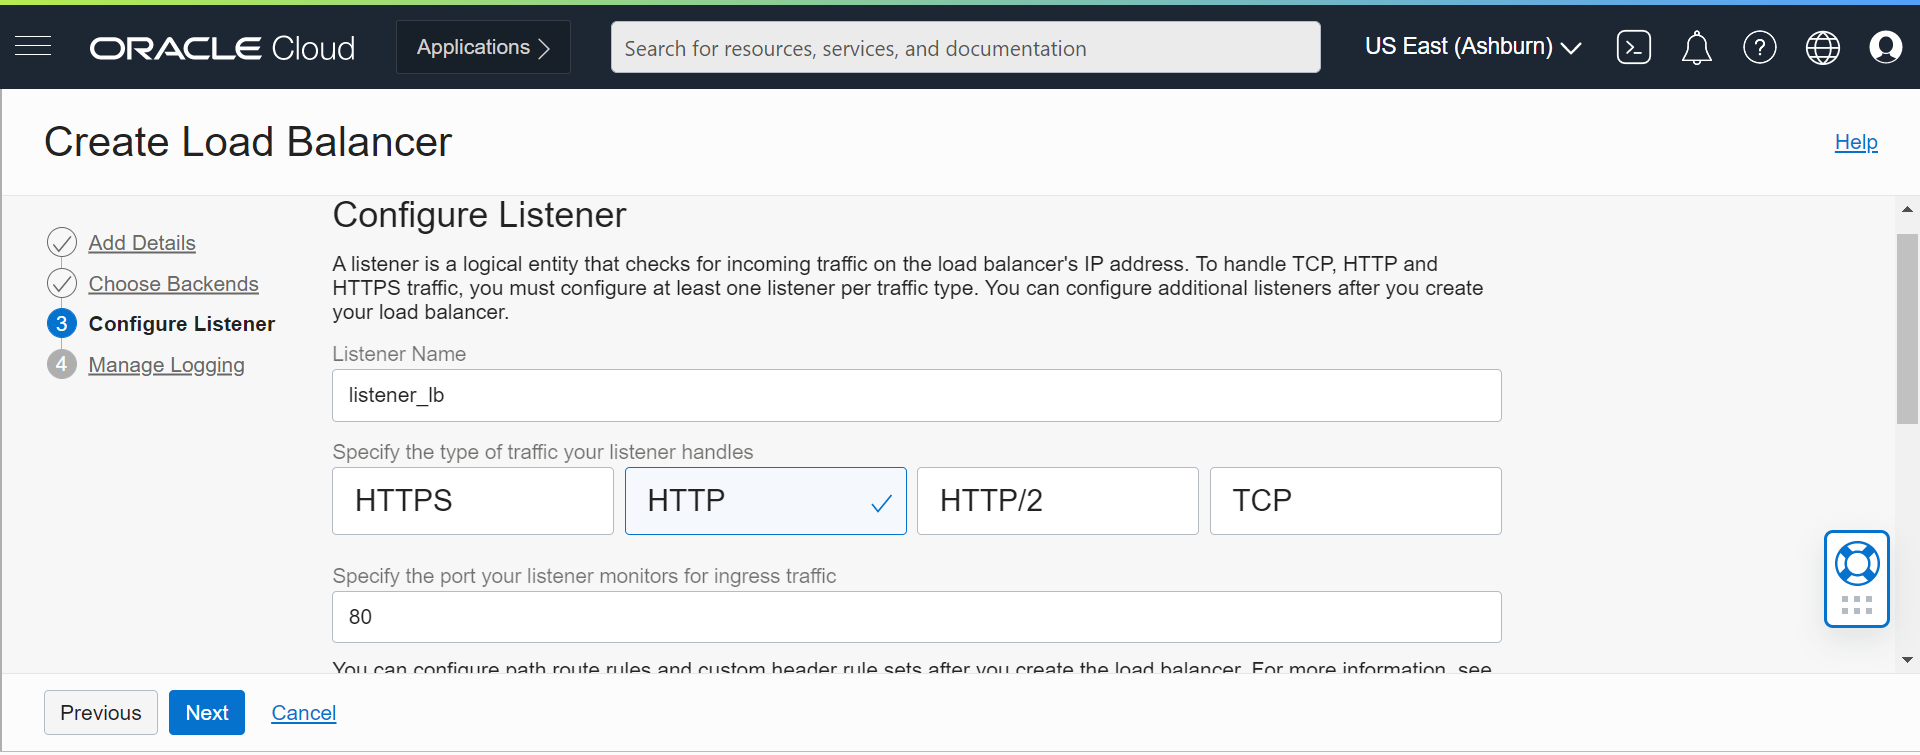 ORACLE Cloud
Applications
Search for resources, services, and documentation
US East (Ashburn)
Create Load Balancer
Help
Add Details
Choose Backends
3 Configure Listener
4 Manage Logging
Configure Listener
A listener is a logical entity that checks for incoming traffic on the load balancer's IP address. To handle TCP, HTTP and
HTTPS traffic, you must configure at least one listener per traffic type. You can configure additional listeners after you create
your load balancer.
Listener Name
listener_lb
Specify the type of traffic your listener handles
HTTPS
HTTP
HTTP/2
TCP
Specify the port your listener monitors for ingress traffic
80
You can configure path route rules and custom header rule sets after you create the load balancer. For more information, see
Previous
Next
Cancel